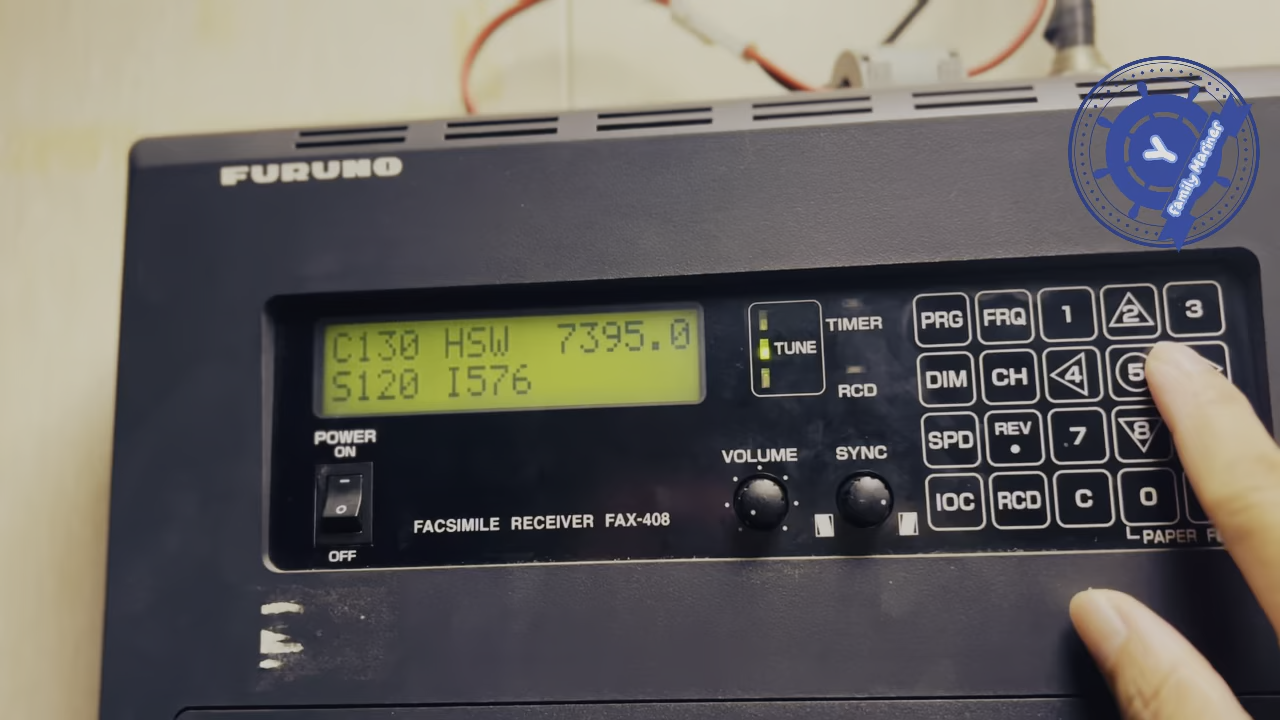 FURUNO
Y
Family Mariner
C130 HSW 7395.0
S120 I576
TUNE
TIMER
RCD
PRG FRQ 1 2 3
DIM CH 4 5
SPD REV 7 8
IOC RCD C 0
PAPER
POWER
ON
OFF
FACSIMILE RECEIVER FAX-408
VOLUME
SYNC